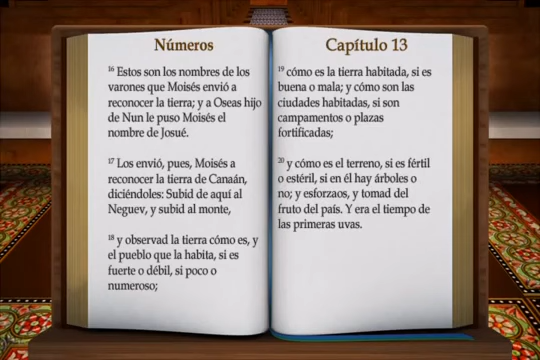 Números
16 Estos son los nombres de los
varones que Moisés envió a
reconocer la tierra; y a Oseas hijo
de Nun le puso Moisés el
nombre de Josué.
17 Los envió, pues, Moisés a
reconocer la tierra de Canaán,
diciéndoles: Subid de aquí al
Neguev, y subid al monte,
18 y observad la tierra cómo es, y
el pueblo que la habita, si es
fuerte o débil, si poco o
numeroso;
Capítulo 13
19 cómo es la tierra habitada, si es
buena o mala; y cómo son las
ciudades habitadas, si son
campamentos o plazas
fortificadas;
20 y cómo es el terreno, si es fértil
o estéril, si en él hay árboles o
no; y esforzaos, y tomad del
fruto del país. Y era el tiempo de
las primeras uvas.